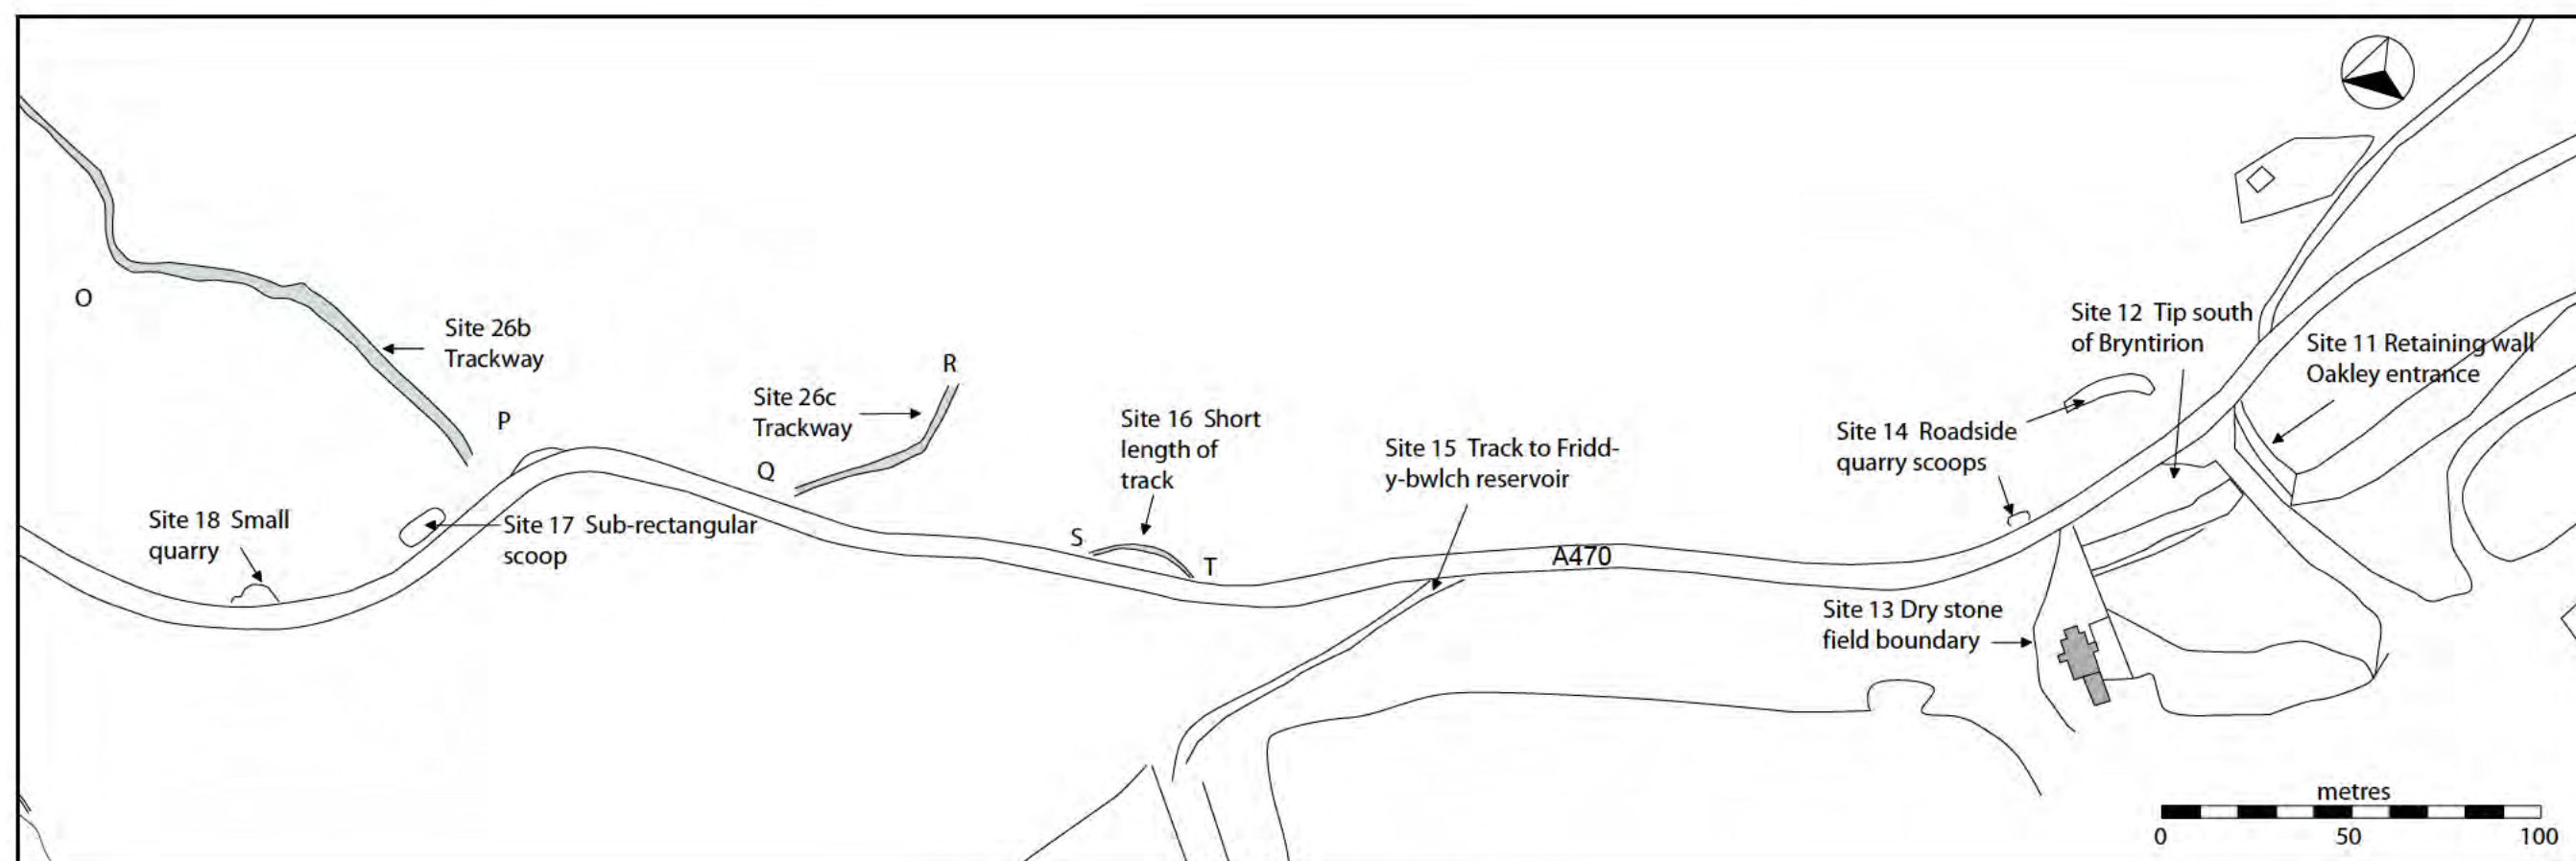 O
Site 26b
Trackway
P
Site 18 Small
quarry
Site 17 Sub-rectangular
scoop
Site 26c
Trackway
Q
R
Site 16 Short
length of
track
S
T
Site 15 Track to Fridd-
y-bwlch reservoir
A470
Site 14 Roadside
quarry scoops
Site 12 Tip south
of Bryntirion
Site 11 Retaining wall
Oakley entrance
Site 13 Dry stone
field boundary
metres
0 50 100